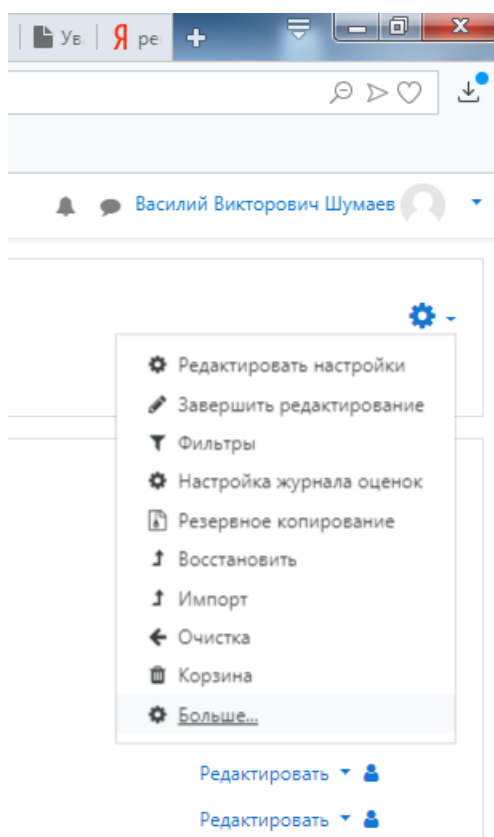 Ув
Я ре
Василий Викторович Шумаев
Редактировать настройки
Завершить редактирование
Фильтры
Настройка журнала оценок
Резервное копирование
Восстановить
Импорт
Очистка
Корзина
Больше...
Редактировать
Редактировать